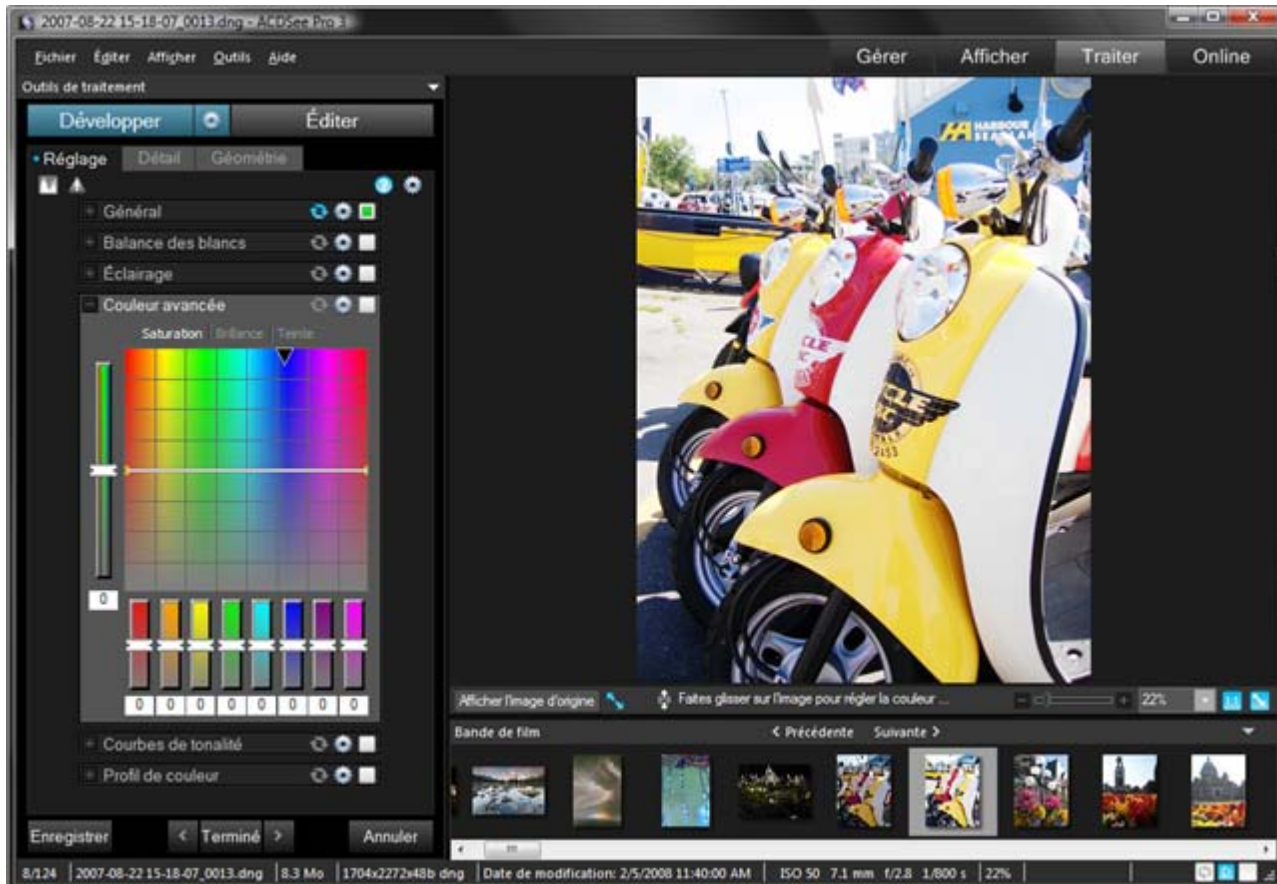 2007-08-22 15-18-07_0013.dng - ACDSee Pro 3
Fichier Éditer Afficher Outils Aide
Gérer Afficher Traiter Online
Outils de traitement
Développer Éditer
Réglage Détail Géométrie
Général
Balance des blancs
Éclairage
Couleur avancée
Saturation Brillance Teinte
0
0 0 0 0 0 0 0 0
Courbes de tonalité
Profil de couleur
Enregistrer < Terminé > Annuler
HARBOUR
2453
Afficher l'image d'origine Faites glisser sur l'image pour régler la couleur ... 22% 1:1
Bande de film < Précédente Suivante >
8/124 2007-08-22 15-18-07_0013.dng 8.3 Mo 1704x2272x48b dng Date de modification: 2/5/2008 11:40:00 AM ISO 50 7.1 mm f/2.8 1/800 s 22%